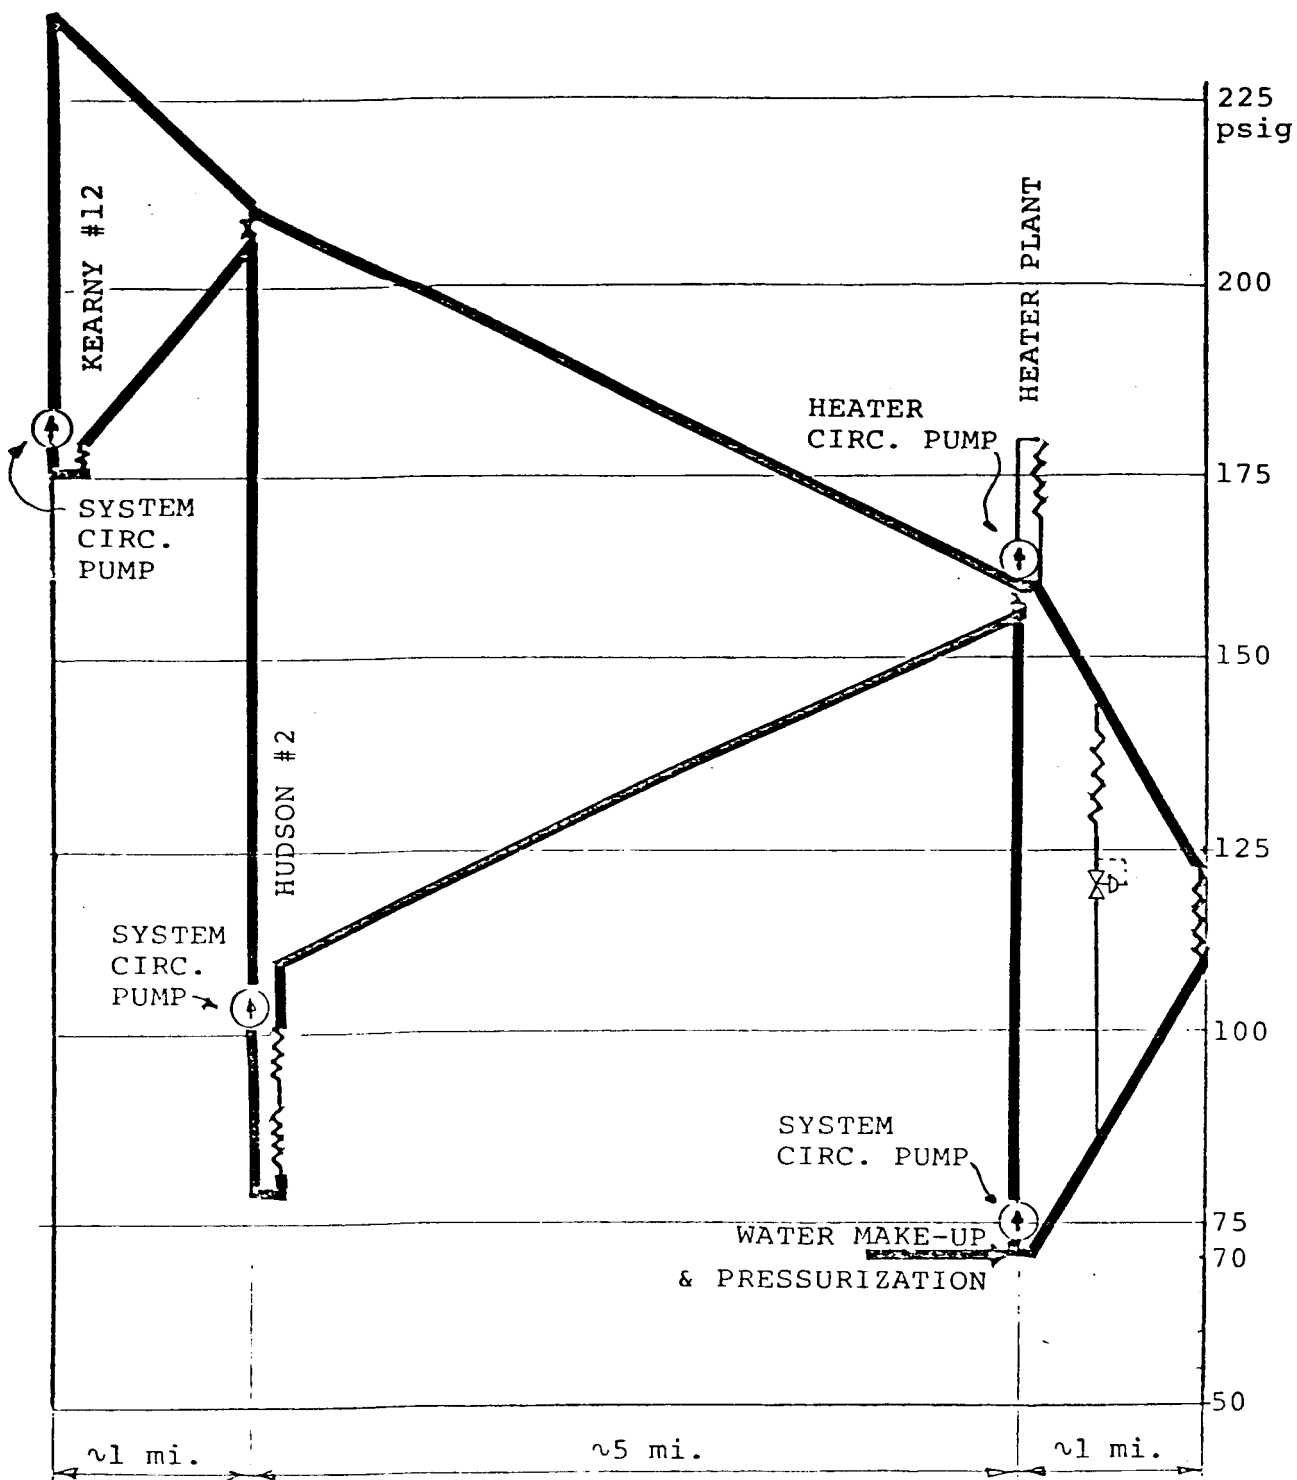 225
psig
KEARNY #12
HEATER PLANT
200
HEATER
CIRC. PUMP
175
SYSTEM
CIRC.
PUMP
150
HUDSON #2
125
SYSTEM
CIRC.
PUMP
100
SYSTEM
CIRC. PUMP
75
WATER MAKE-UP
70
& PRESSURIZATION
50
~1 mi.
~5 mi.
~1 mi.